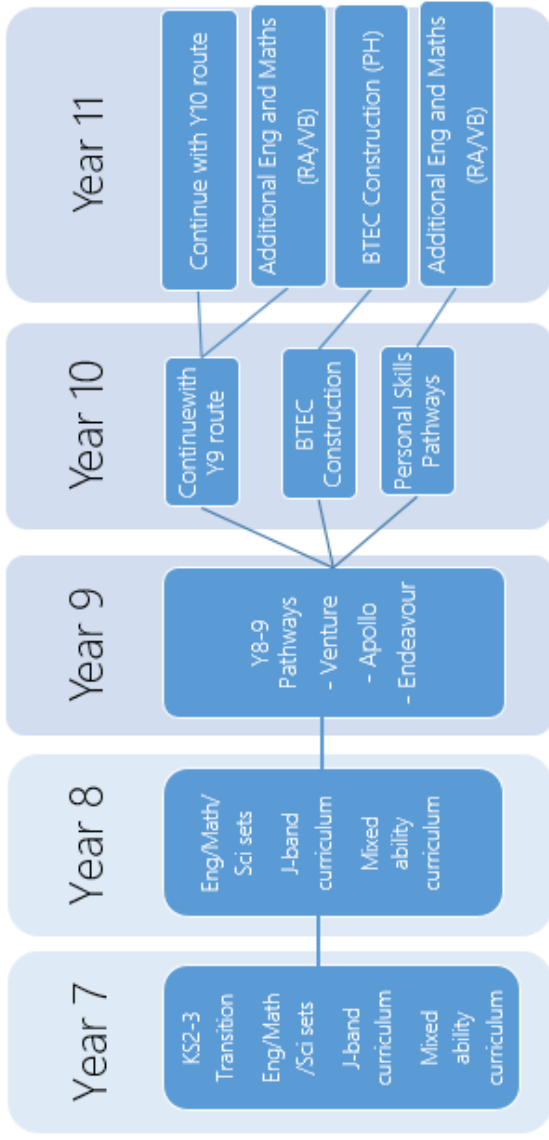 Year 7
KS2-3
Transition
Eng/Math
/Sci sets
J-band
curriculum
Mixed
ability
curriculum
Year 8
Eng/Math/
Sci sets
J-band
curriculum
Mixed
ability
curriculum
Year 9
Y8-9
Pathways
- Venture
- Apollo
- Endeavour
Year 10
Continuewith
Y9 route
BTEC
Construction
Personal Skills
Pathways
Year 11
Continue with Y10 route
Additional Eng and Maths
(RA/VB)
BTEC Construction (PH)
Additional Eng and Maths
(RA/VB)